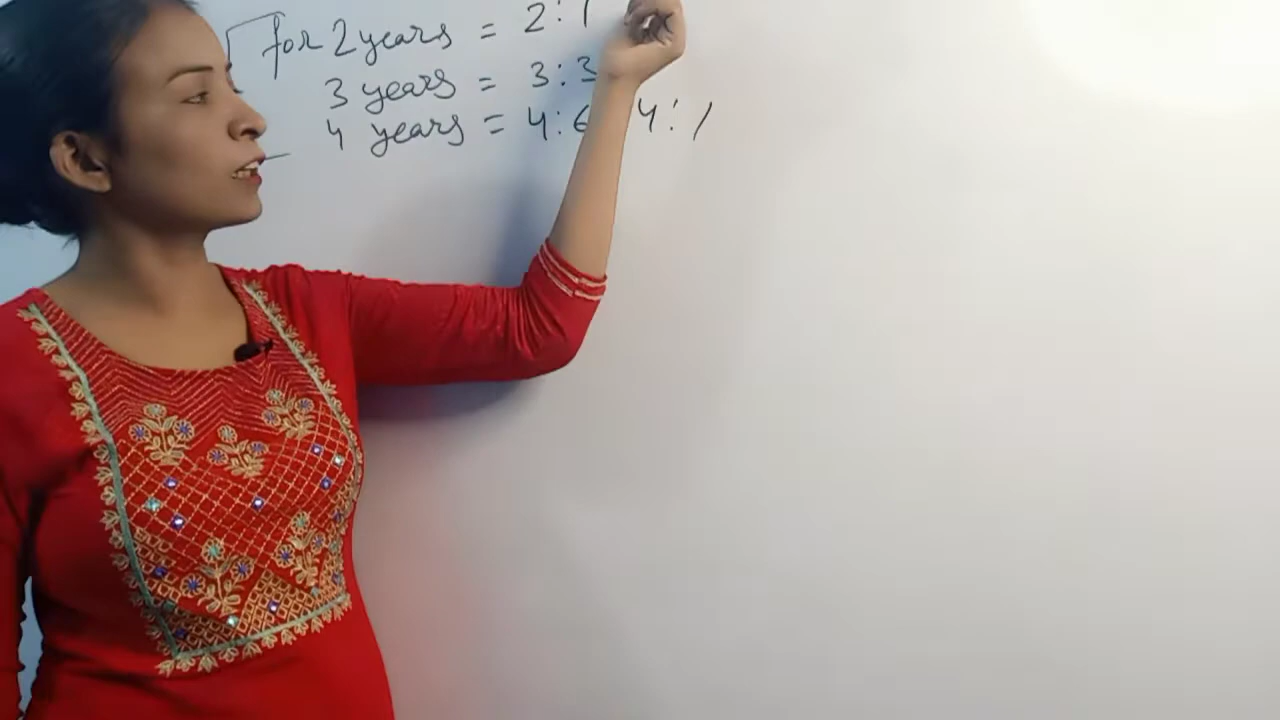 for 2 years = 2:1
3 years = 3:3
4 years = 4:6 4:1